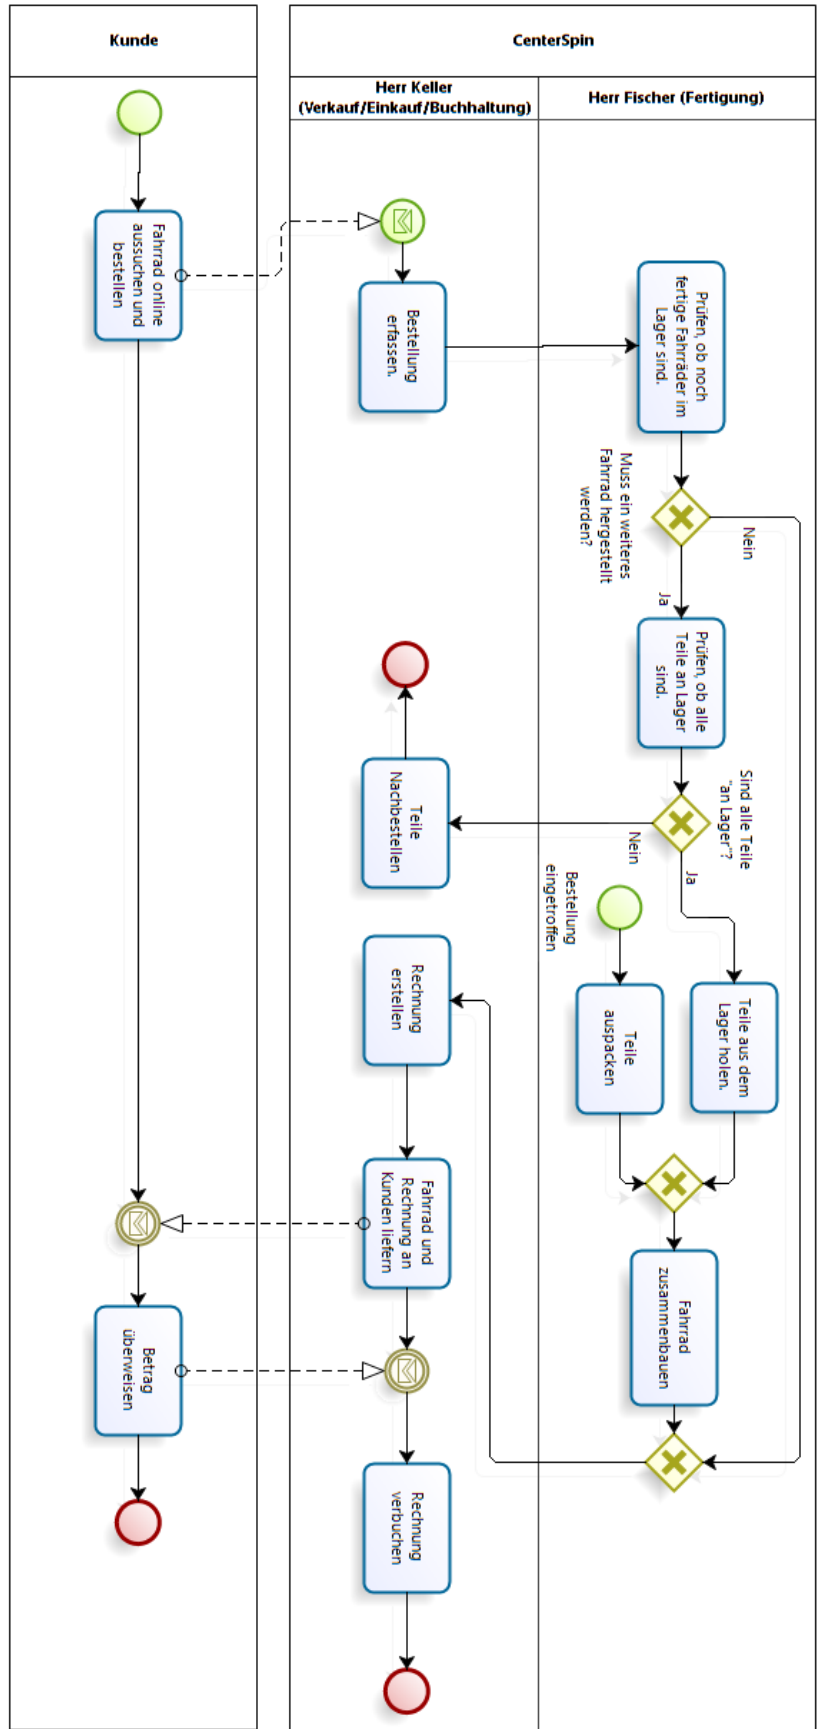 Kunde
CenterSpin
Herr Keller
(Verkauf/Einkauf/Buchhaltung)
Herr Fischer (Fertigung)
Fahrrad online
aussuchen und
bestellen
Bestellung
erfassen.
Prüfen, ob noch
fertige Fahrräder im
Lager sind.
Muss ein weiteres
Fahrrad hergestellt
werden?
Nein
Ja
Prüfen, ob alle
Teile an Lager
sind.
Sind alle Teile
"an Lager"?
Nein
Ja
Teile
Nachbestellen
Bestellung
eingetroffen
Teile
auspacken
Teile aus dem
Lager holen.
Fahrrad
zusammenbauen
Rechnung
erstellen
Fahrrad und
Rechnung an
Kunden liefern
Betrag
überweisen
Rechnung
verbuchen